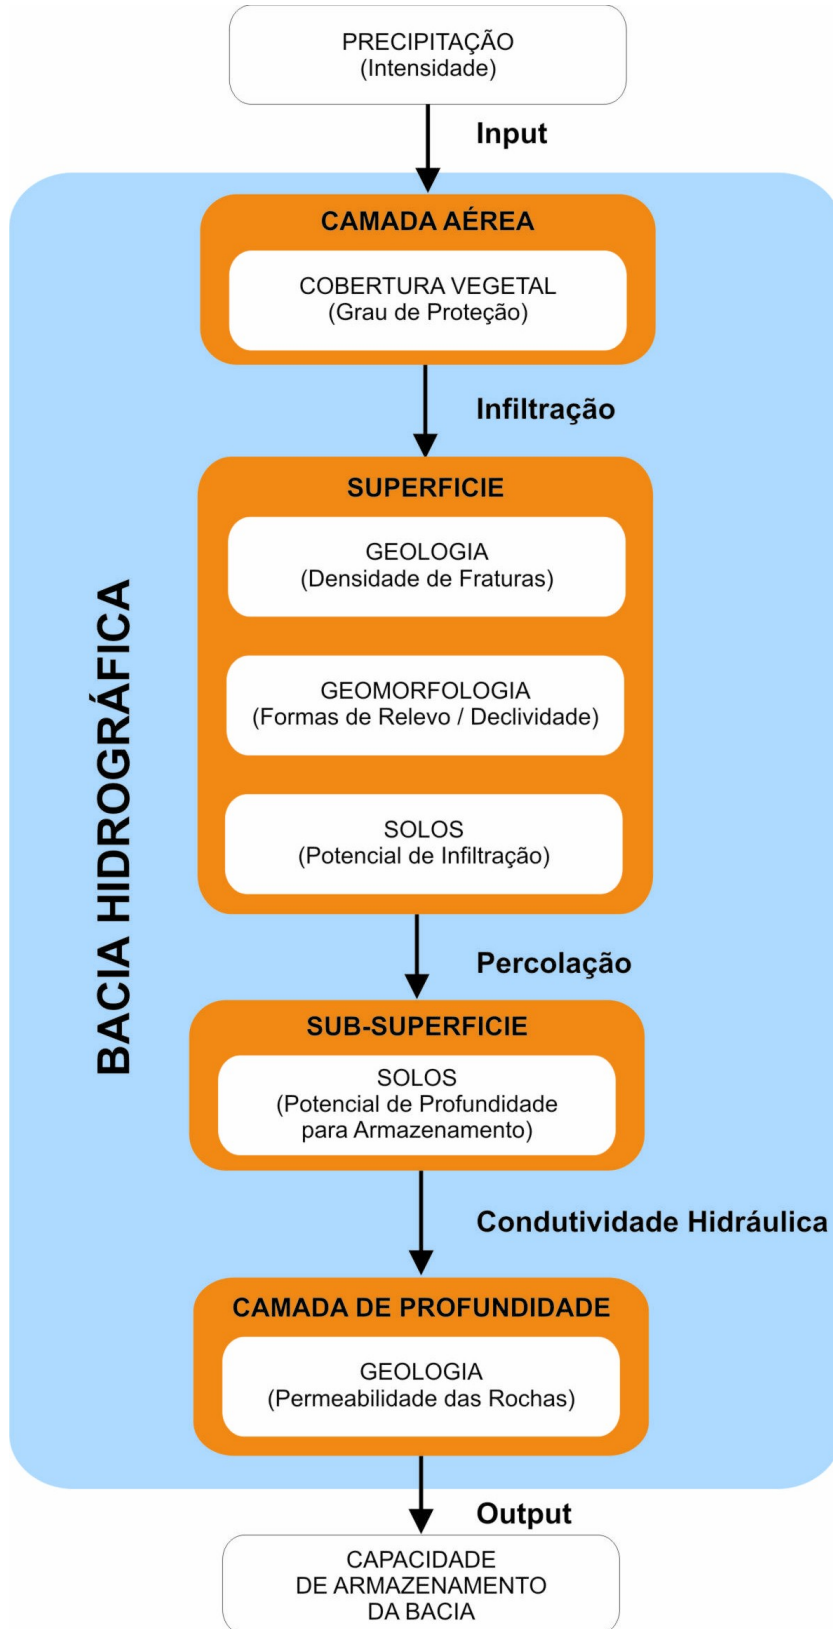 PRECIPITAÇÃO
(Intensidade)
Input
CAMADA AÉREA
COBERTURA VEGETAL
(Grau de Proteção)
Infiltração
SUPERFICIE
GEOLOGIA
(Densidade de Fraturas)
GEOMORFOLOGIA
(Formas de Relevo / Declividade)
SOLOS
(Potencial de Infiltração)
BACIA HIDROGRÁFICA
Percolação
SUB-SUPERFICIE
SOLOS
(Potencial de Profundidade
para Armazenamento)
Condutividade Hidráulica
CAMADA DE PROFUNDIDADE
GEOLOGIA
(Permeabilidade das Rochas)
Output
CAPACIDADE
DE ARMAZENAMENTO
DA BACIA